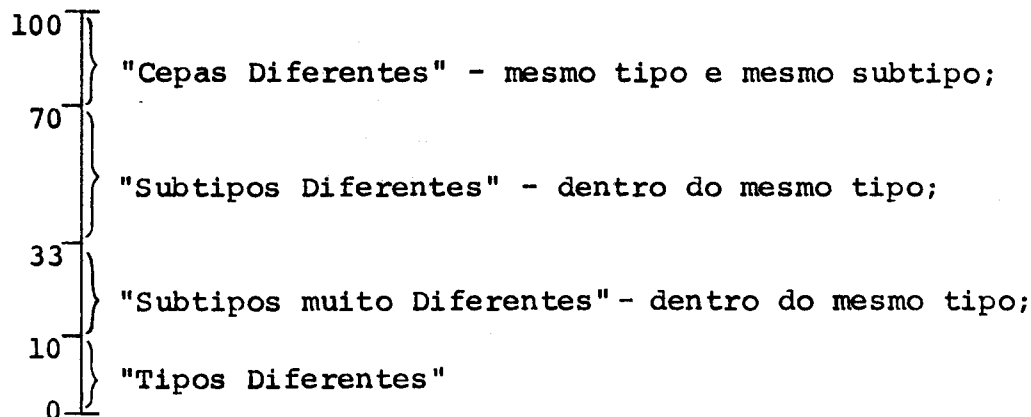 100
"Cepas Diferentes" - mesmo tipo e mesmo subtipo;
70
"Subtipos Diferentes" - dentro do mesmo tipo;
33
"Subtipos muito Diferentes" - dentro do mesmo tipo;
10
"Tipos Diferentes"
0